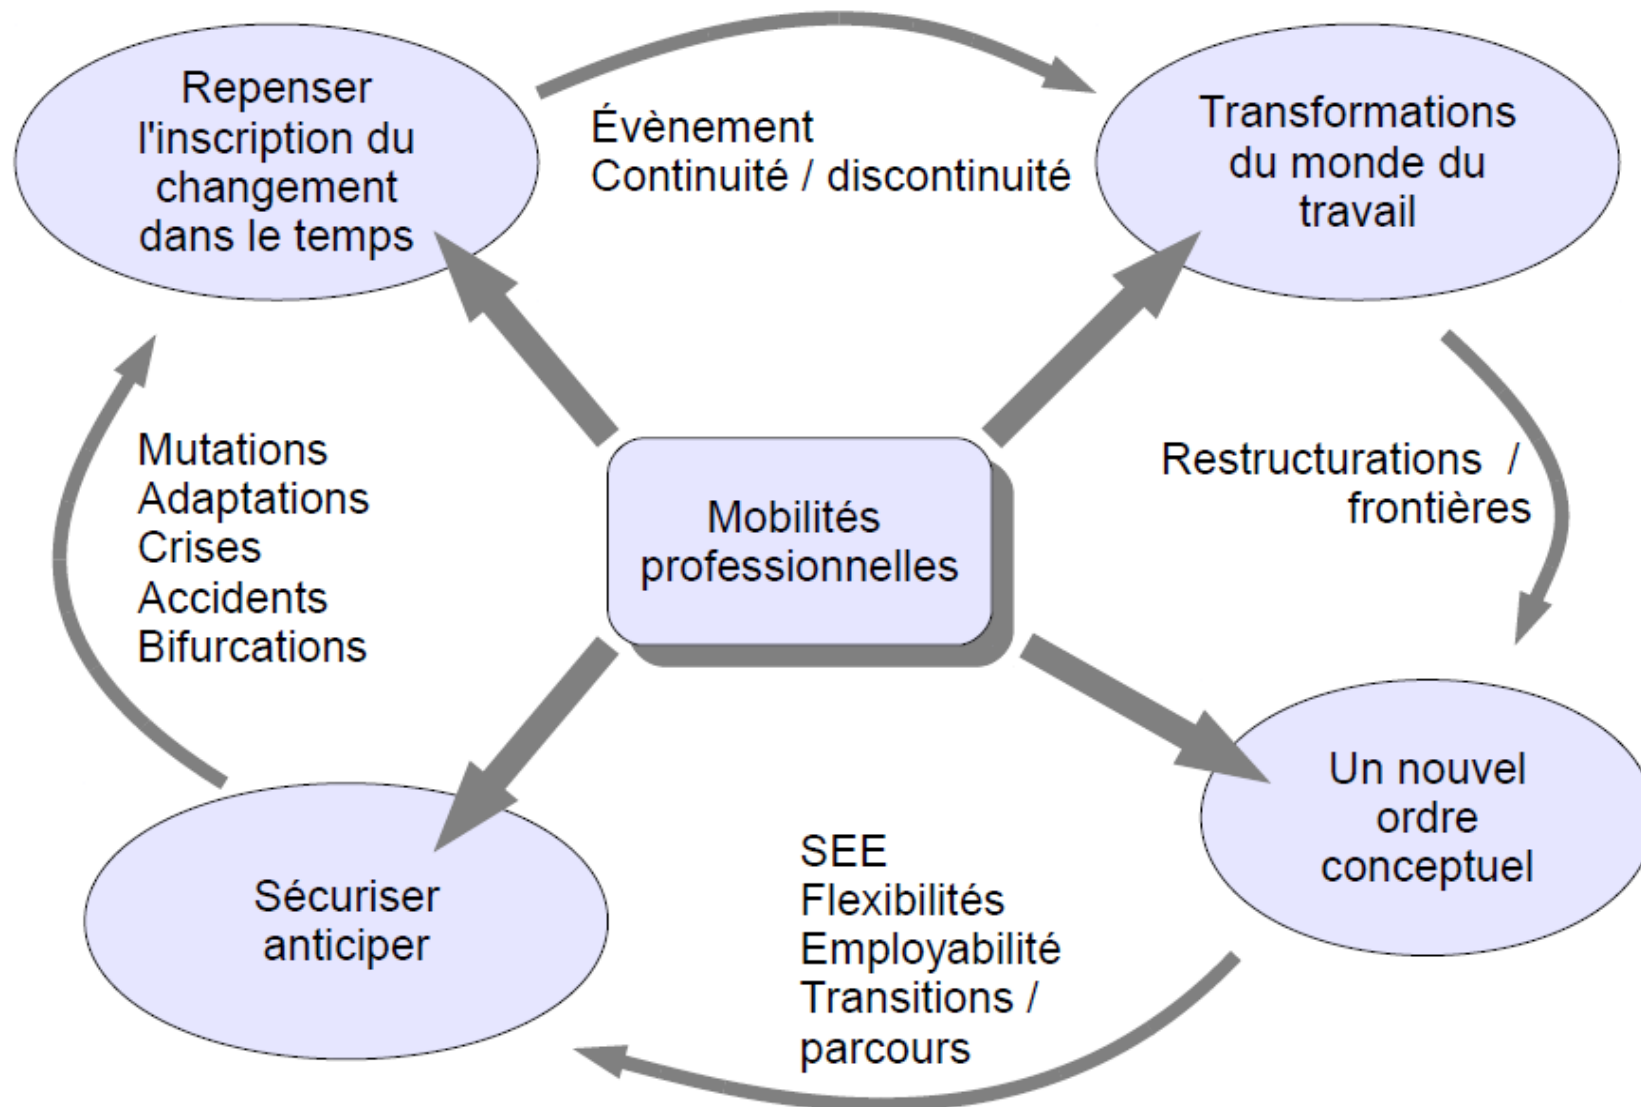 Repenser
l'inscription du
changement
dans le temps
Évènement
Continuité / discontinuité
Transformations
du monde du
travail
Mutations
Adaptations
Crises
Accidents
Bifurcations
Mobilités
professionnelles
Restructurations /
frontières
Sécuriser
anticiper
SEE
Flexibilités
Employabilité
Transitions /
parcours
Un nouvel
ordre
conceptuel